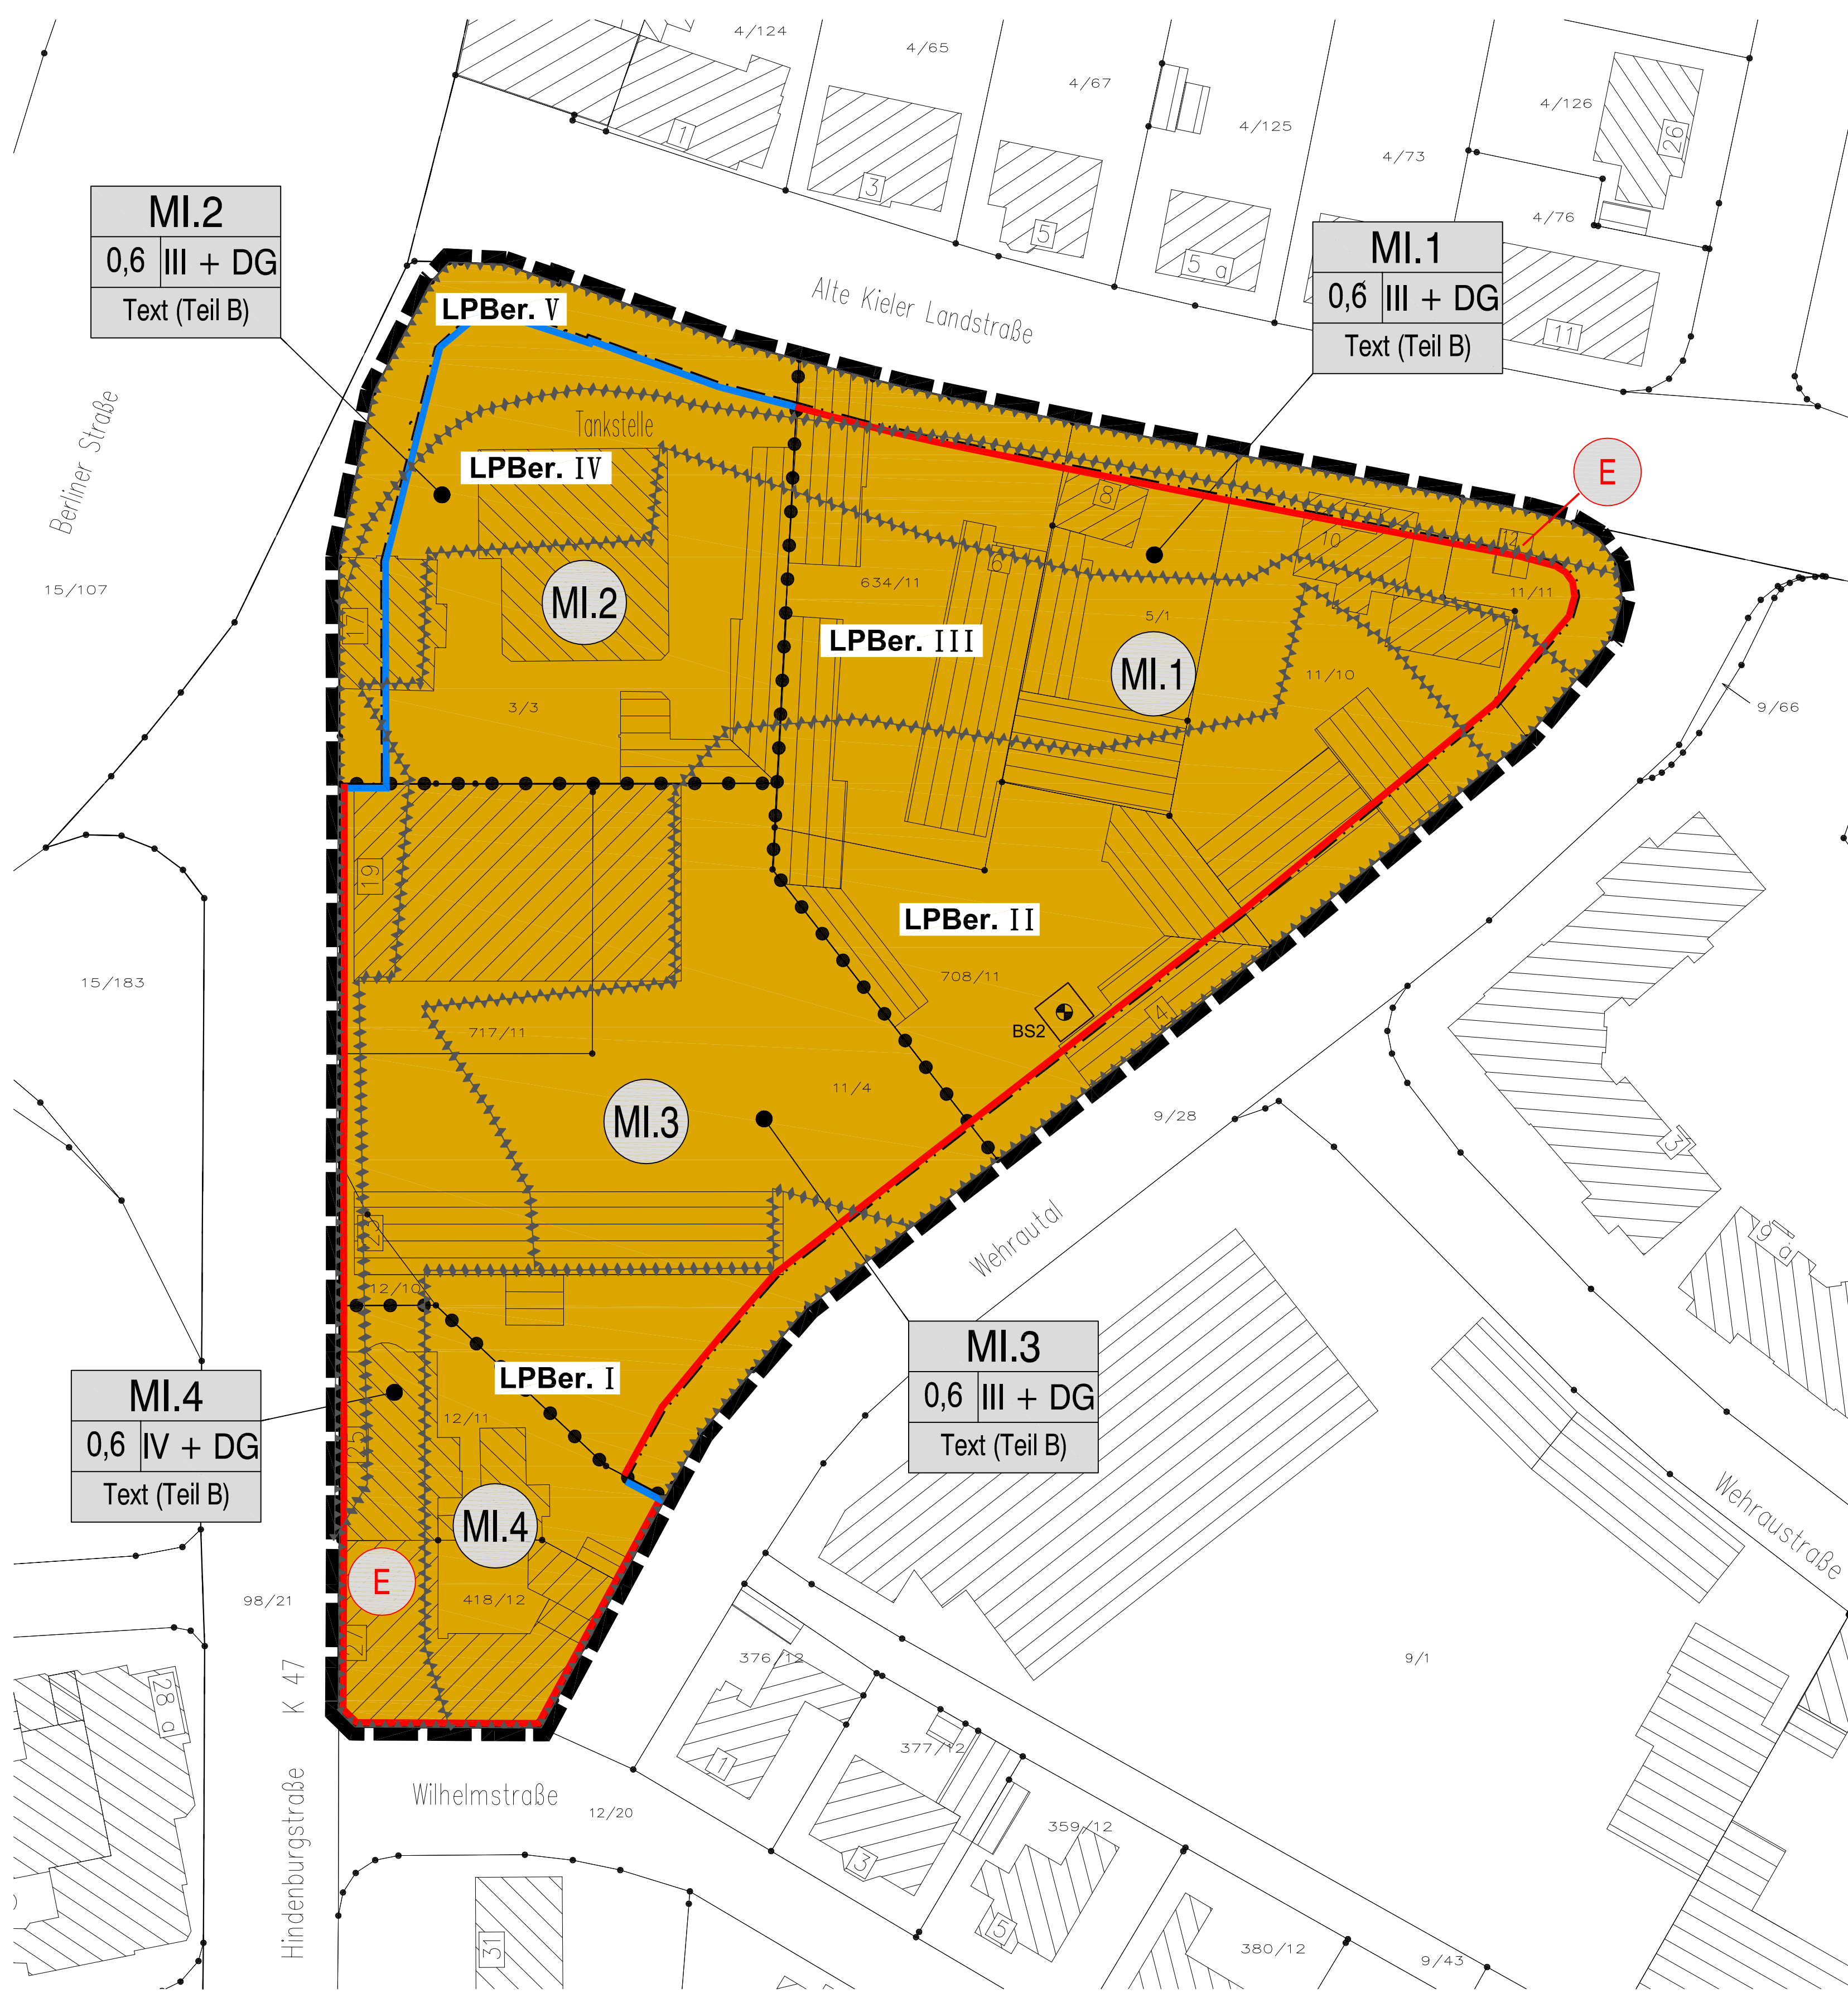 4/124
4/65
4/67
4/125
4/73
4/126
26
4/76
1
3
5
5 a
11
MI.2
0,6 III + DG
Text (Teil B)
MI.1
0,6 III + DG
Text (Teil B)
Alte Kieler Landstraße
Berliner Straße
15/107
LPBer. V
Tankstelle
LPBer. IV
E
8
10
12
11/11
6
634/11
5/1
MI.2
17
LPBer. III
MI.1
11/10
3/3
9/66
19
LPBer. II
708/11
15/183
BS2
4
717/11
11/4
9/28
MI.3
3
9 a
Wehrautal
23
12/10
MI.3
0,6 III + DG
Text (Teil B)
LPBer. I
MI.4
0,6 IV + DG
Text (Teil B)
12/11
25
MI.4
Wehraustraße
E
418/12
98/21
27
K 47
28 a
376/12
9/1
377/12
1
Wilhelmstraße
12/20
359/12
3
5
Hindenburgstraße
31
380/12
9/43